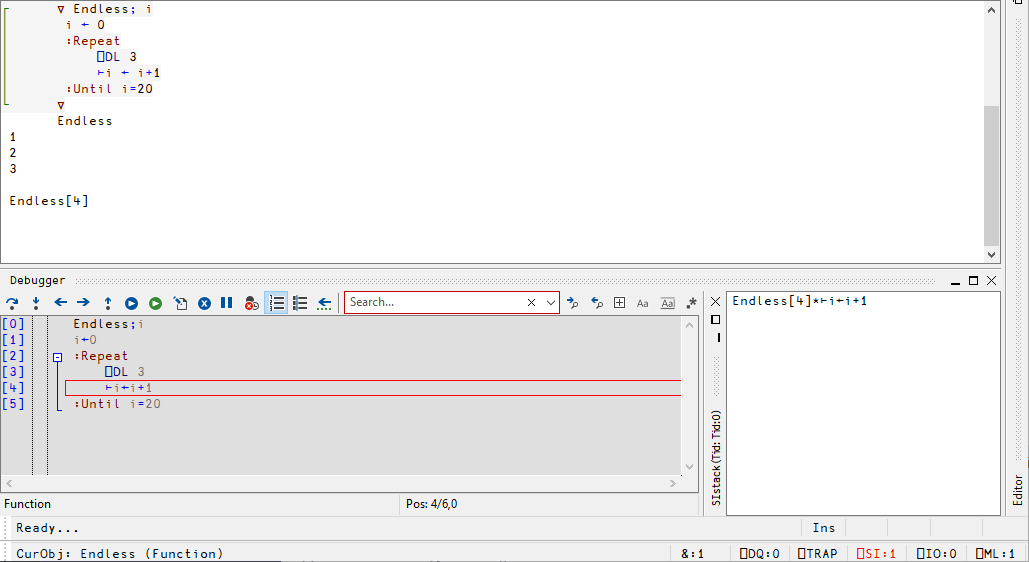 ∇ Endless; i
i ← 0
:Repeat
⎕DL 3
⊢i ← i+1
:Until i=20
∇
Endless
1
2
3
Endless[4]
Debugger
Search...
Aa
Aa
[0] Endless;i
[1] i←0
[2] :Repeat
[3] ⎕DL 3
[4] ⊢i←i+1
[5] :Until i=20
Endless[4]*⊢i←i+1
SIstack(Tid: Tid:0)
Editor
Function Pos: 4/6,0
Ready... Ins
CurObj: Endless (Function) &:1 ⎕DQ:0 ⎕TRAP ⎕SI:1 ⎕IO:0 ⎕ML:1